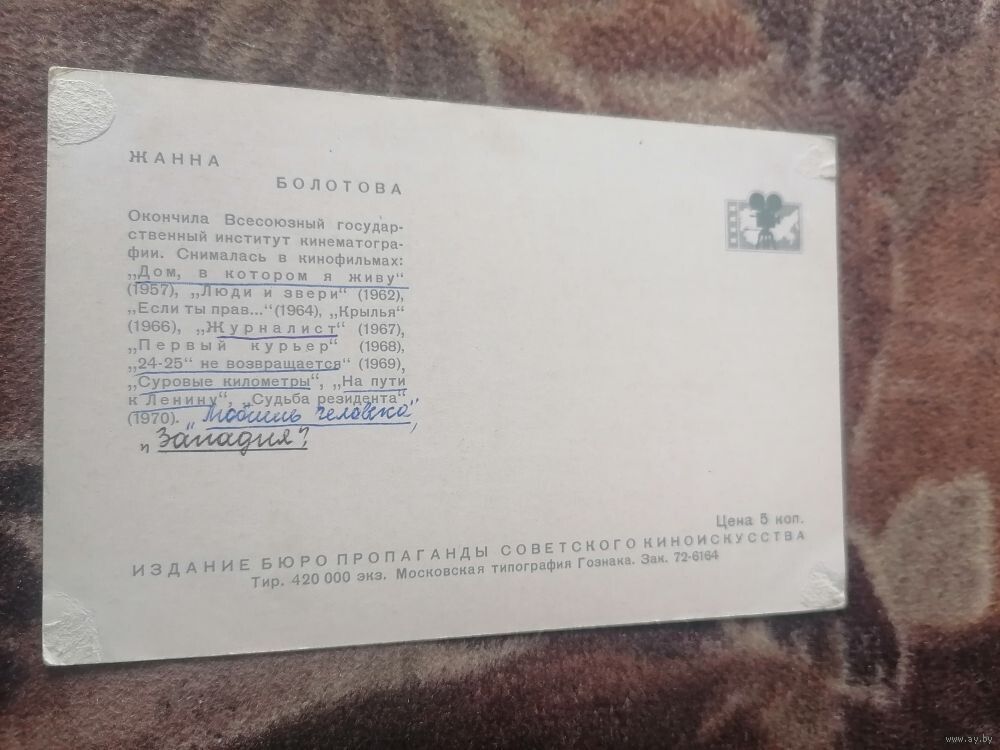 ЖАННА
БОЛОТОВА
Окончила Всесоюзный государ-
ственный институт кинематогра-
фии. Снималась в кинофильмах:
„Дом, в котором я живу“
(1957), „Люди и звери“ (1962),
„Если ты прав...“ (1964), „Крылья“
(1966), „Журналист“ (1967),
„Первый курьер“ (1968),
„24-25“ не возвращается“ (1969),
„Суровые километры“, „На пути
к Ленину“, „Судьба резидента“
(1970). „Любить человека“,
Цена 5 коп.
ИЗДАНИЕ БЮРО ПРОПАГАНДЫ СОВЕТСКОГО КИНОИСКУССТВА
Тир. 420 000 экз. Московская типография Гознака. Зак. 72-6164
www.ay.by